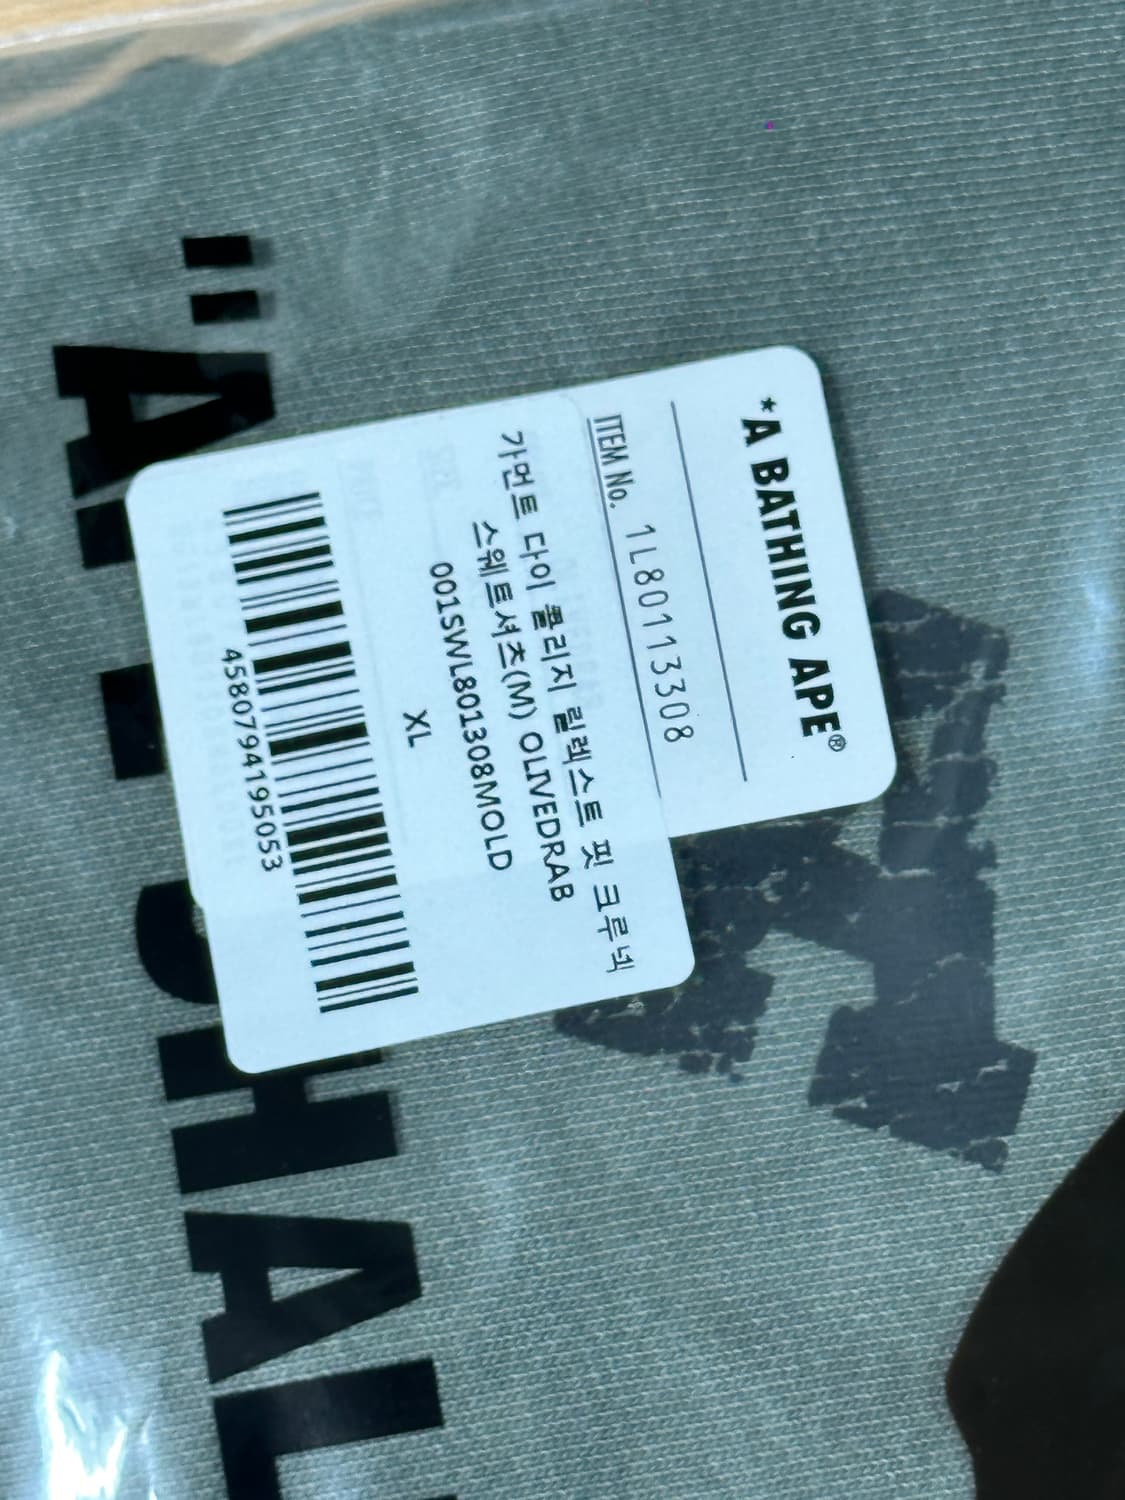 *A BATHING APE®
ITEM No. 1L80113308
가먼트 다이 콜리지 릴렉스트 핏 크루넥
스웨트셔츠(M) OLIVEDRAB
001SWL801308MOLD
XL
4580794195053
A